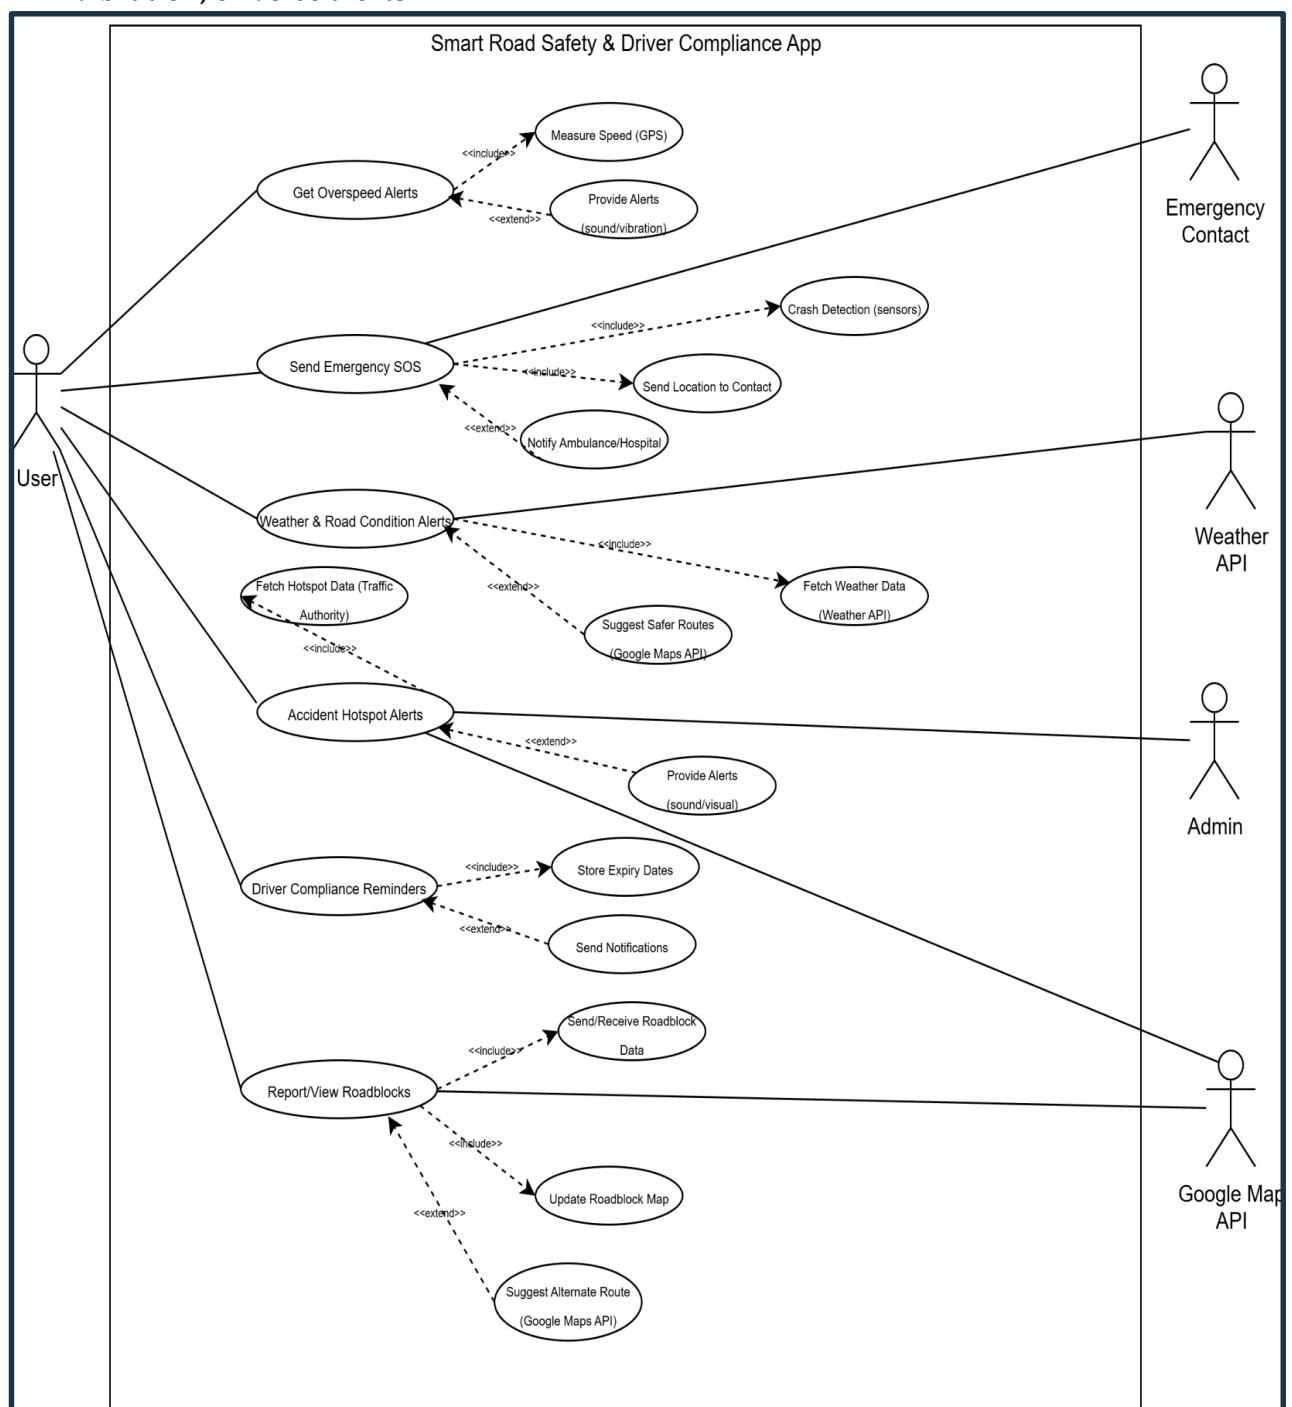 Smart Road Safety & Driver Compliance App
Measure Speed (GPS)
<<include>>
Get Overspeed Alerts
Provide Alerts
(sound/vibration)
<<extend>>
Emergency
Contact
Crash Detection (sensors)
<<include>>
Send Emergency SOS
<<include>>
Send Location to Contact
<<extend>>
Notify Ambulance/Hospital
User
Weather & Road Condition Alerts
<<include>>
Weather
API
Fetch Hotspot Data (Traffic
Authority)
<<extend>>
Fetch Weather Data
(Weather API)
Suggest Safer Routes
(Google Maps API)
<<include>>
Accident Hotspot Alerts
<<extend>>
Provide Alerts
(sound/visual)
Admin
<<include>>
Store Expiry Dates
Driver Compliance Reminders
<<extend>>
Send Notifications
Send/Receive Roadblock
Data
<<include>>
Report/View Roadblocks
<<include>>
Update Roadblock Map
Google Map
API
<<extend>>
Suggest Alternate Route
(Google Maps API)